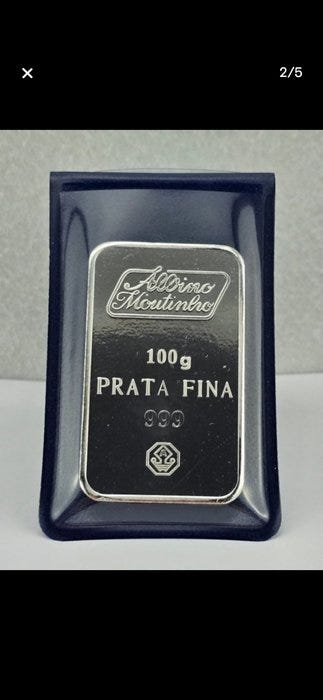 2/5
Albino
Moutinho
100g
PRATA FINA
999